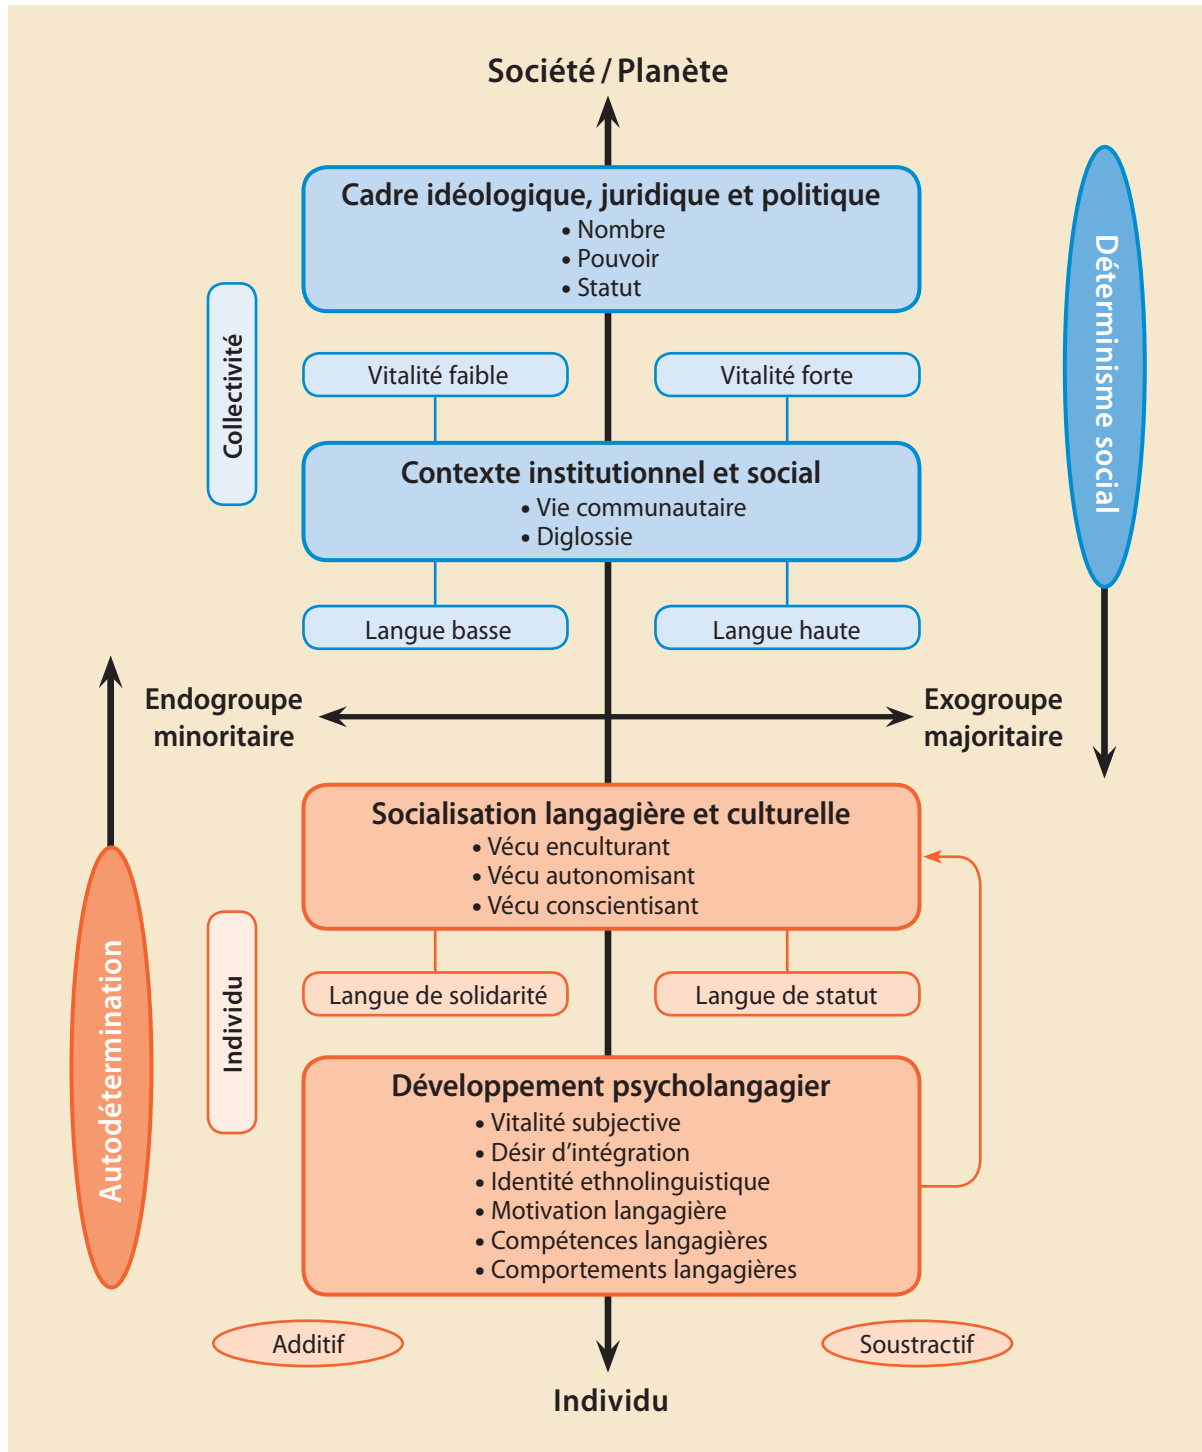 Société / Planète
Cadre idéologique, juridique et politique
• Nombre
• Pouvoir
• Statut
Déterminisme social
Collectivité
Vitalité faible
Vitalité forte
Contexte institutionnel et social
• Vie communautaire
• Diglossie
Langue basse
Langue haute
Endogroupe
minoritaire
Exogroupe
majoritaire
Socialisation langagière et culturelle
• Vécu enculturant
• Vécu autonomisant
• Vécu conscientisant
Autodétermination
Individu
Langue de solidarité
Langue de statut
Développement psycholangagier
• Vitalité subjective
• Désir d'intégration
• Identité ethnolinguistique
• Motivation langagière
• Compétences langagières
• Comportements langagières
Additif
Soustractif
Individu